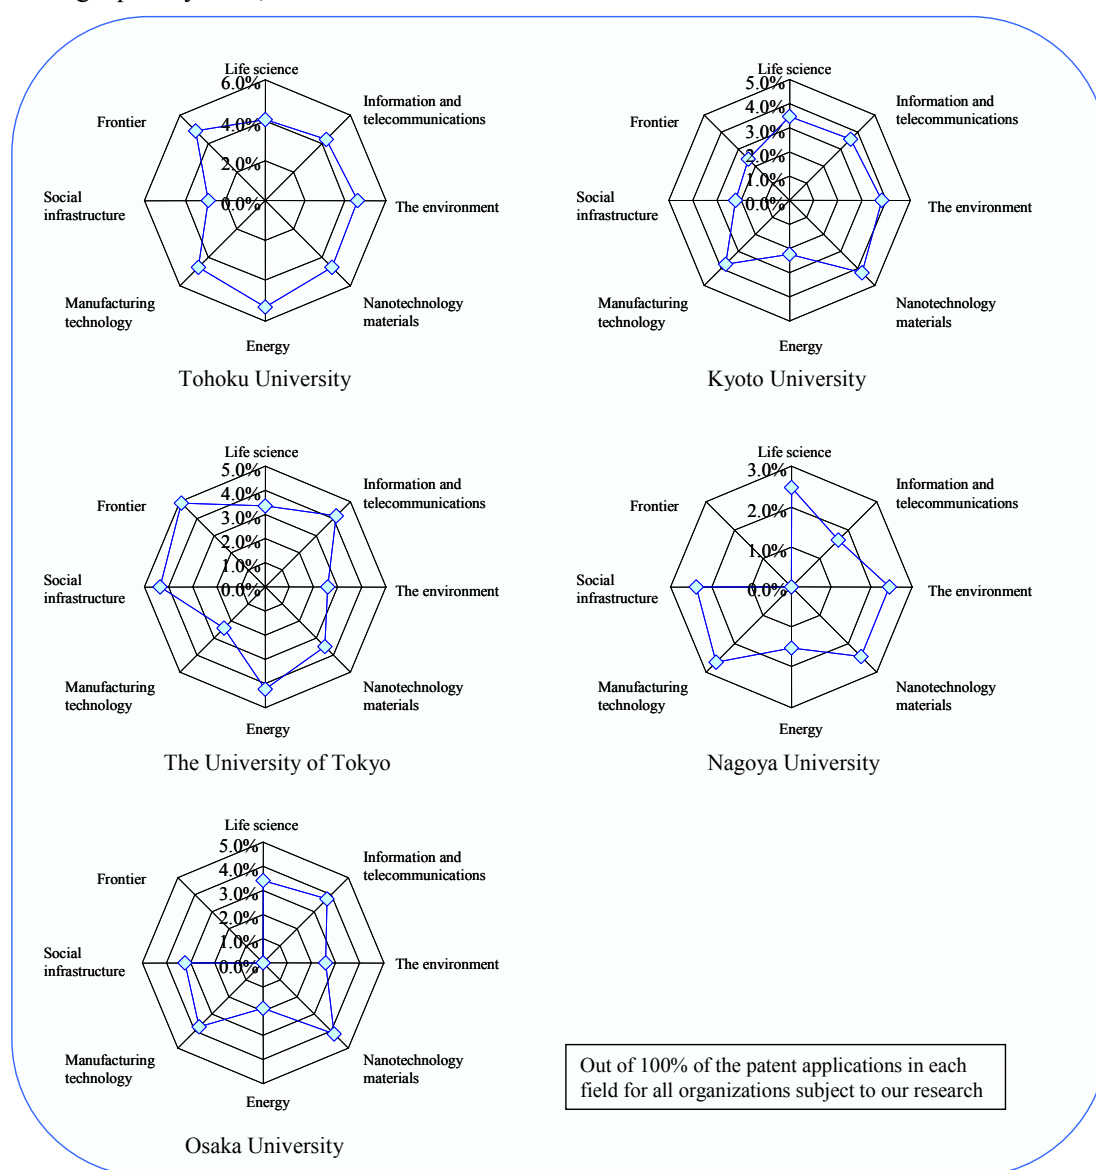 Life science
6.0%
4.0%
2.0%
0.0%
Information and
telecommunications
The environment
Nanotechnology
materials
Energy
Manufacturing
technology
Social
infrastructure
Frontier
Tohoku University
Life science
5.0%
4.0%
3.0%
2.0%
1.0%
0.0%
Information and
telecommunications
The environment
Nanotechnology
materials
Energy
Manufacturing
technology
Social
infrastructure
Frontier
Kyoto University
Life science
5.0%
4.0%
3.0%
2.0%
1.0%
0.0%
Information and
telecommunications
The environment
Nanotechnology
materials
Energy
Manufacturing
technology
Social
infrastructure
Frontier
The University of Tokyo
Life science
3.0%
2.0%
1.0%
0.0%
Information and
telecommunications
The environment
Nanotechnology
materials
Energy
Manufacturing
technology
Social
infrastructure
Frontier
Nagoya University
Life science
5.0%
4.0%
3.0%
2.0%
1.0%
0.0%
Information and
telecommunications
The environment
Nanotechnology
materials
Energy
Manufacturing
technology
Social
infrastructure
Frontier
Osaka University
Out of 100% of the patent applications in each
field for all organizations subject to our research